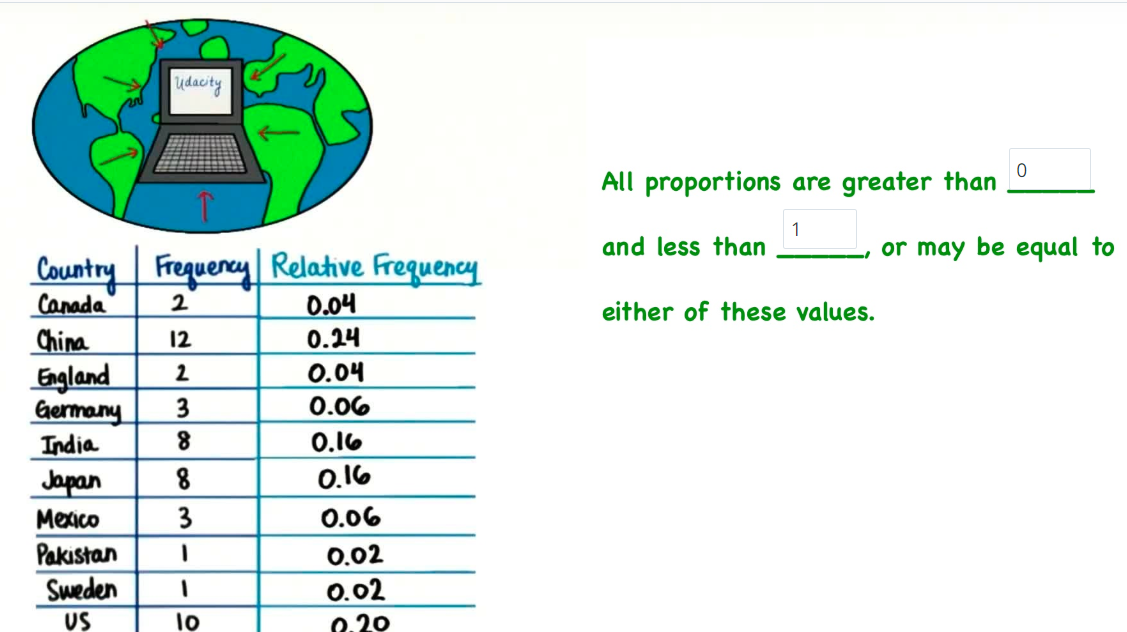 Udacity
Country Frequency Relative Frequency
Canada 2 0.04
China 12 0.24
England 2 0.04
Germany 3 0.06
India 8 0.16
Japan 8 0.16
Mexico 3 0.06
Pakistan 1 0.02
Sweden 1 0.02
US 10 0.20
All proportions are greater than 0
and less than 1, or may be equal to
either of these values.